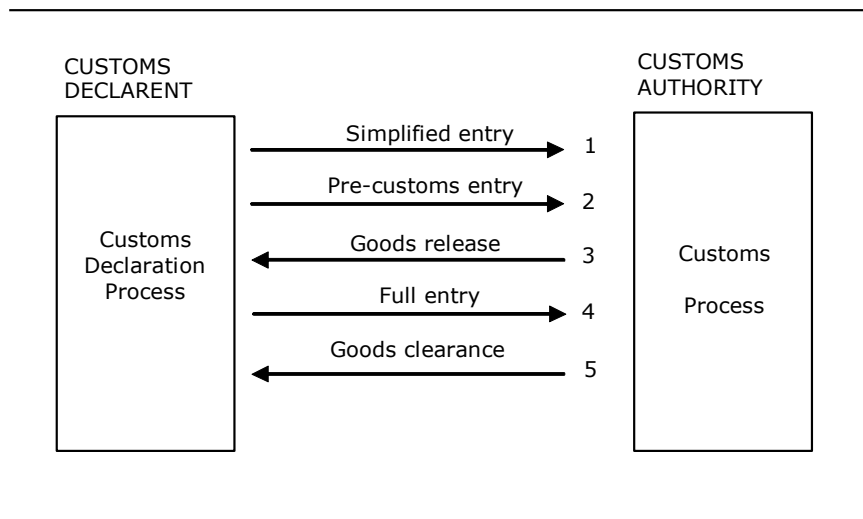 CUSTOMS
DECLARENT
CUSTOMS
AUTHORITY
Simplified entry
1
Pre-customs entry
2
Customs
Declaration
Process
Goods release
3
Customs
Process
Full entry
4
Goods clearance
5